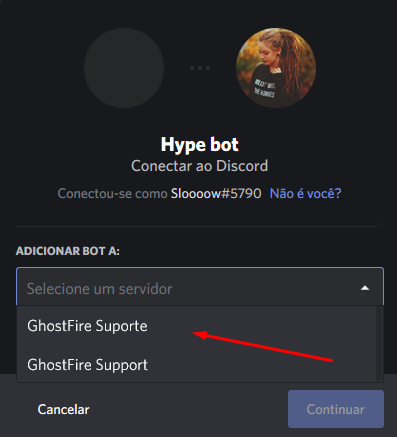 Hype bot
Conectar ao Discord
Conectou-se como Sloooow#5790 Não é você?
ADICIONAR BOT A:
Selecione um servidor
GhostFire Suporte
GhostFire Support
Cancelar
Continuar